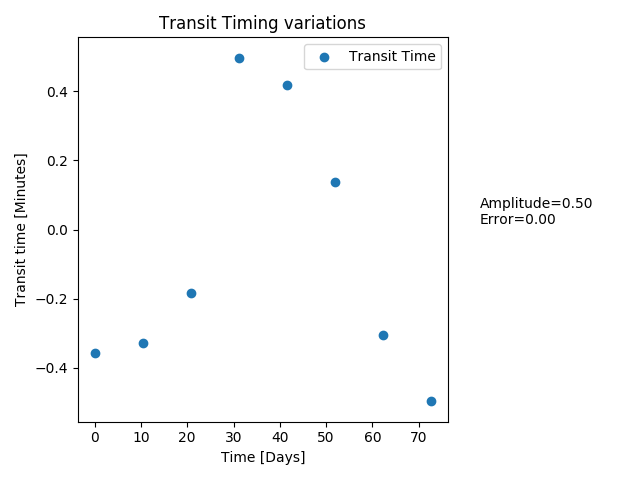 Transit Timing variations
Transit Time
Transit time [Minutes]
0.4
0.2
0.0
−0.2
−0.4
0 10 20 30 40 50 60 70
Time [Days]
Amplitude=0.50
Error=0.00